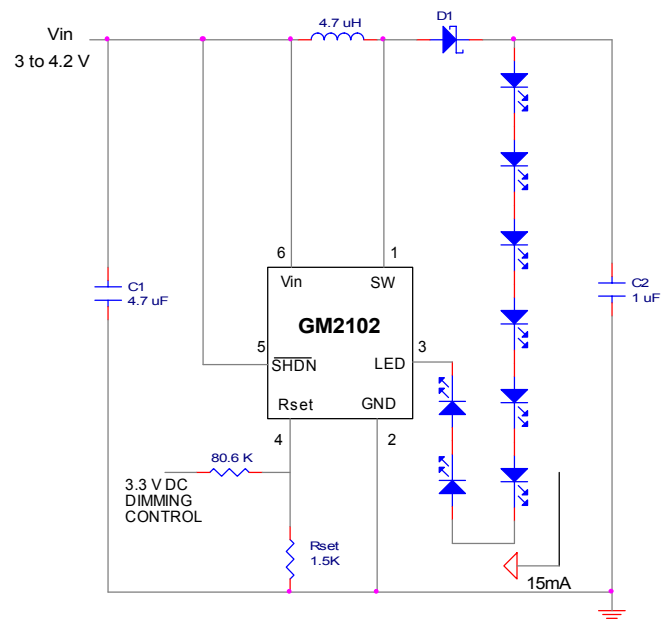 Vin
3 to 4.2 V
4.7 uH
D1
6
1
Vin
SW
C1
4.7 uF
C2
1 uF
GM2102
5
3
SHDN
LED
Rset
GND
4
2
80.6 K
3.3 V DC
DIMMING
CONTROL
Rset
1.5K
15mA